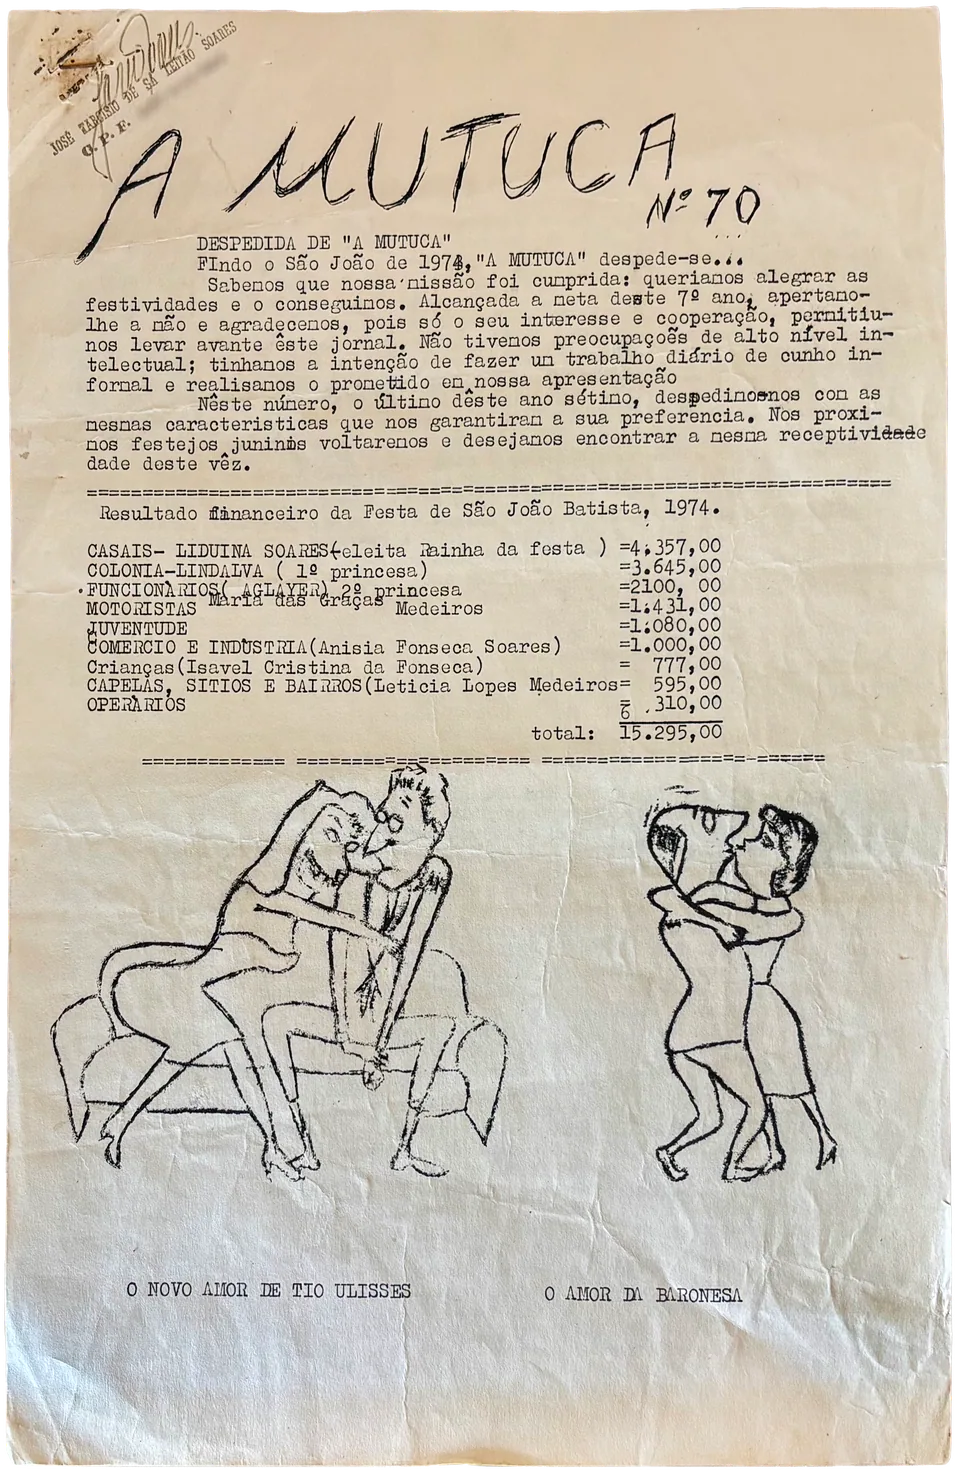 JOSÉ TARCISIO DE SÁ LEITÃO SOARES
C. P. F.
A MUTUCA
Nº 70
DESPEDIDA DE "A MUTUCA"
FIndo o São João de 1974,"A MUTUCA" despede-se...
Sabemos que nossa missão foi cumprida: queriamos alegrar as
festividades e o conseguimos. Alcançada a meta deste 7º ano, apertamo-
lhe a mão e agradecemos, pois só o seu interesse e cooperação, permitiu-
nos levar avante êste jornal. Não tivemos preocupações de alto nível in-
telectual; tinhamos a intenção de fazer um trabalho diário de cunho in-
formal e realisamos o prometido em nossa apresentação
Nêste número, o último dêste ano sétimo, despedimosnos com as
mesmas caracteristicas que nos garantiram a sua preferencia. Nos proxi-
mos festejos juninos voltaremos e desejamos encontrar a mesma receptividade
dade deste vêz.
Resultado financeiro da Festa de São João Batista, 1974.
CASAIS- LIDUINA SOARES(eleita Rainha da festa ) =4.357,00
COLONIA-LINDALVA ( 1º princesa) =3.645,00
FUNCIONÀRIOS( AGLAYER) 2º princesa =2100, 00
MOTORISTAS Maria das Graças Medeiros =1.431,00
JUVENTUDE =1.080,00
COMERCIO E INDUSTRIA(Anisia Fonseca Soares) =1.000,00
Crianças(Isavel Cristina da Fonseca) = 777,00
CAPELAS, SITIOS E BAIRROS(Leticia Lopes Medeiros= 595,00
OPERÀRIOS = 310,00
total: 15.295,00
O NOVO AMOR DE TIO ULISSES
O AMOR DA BARONESA